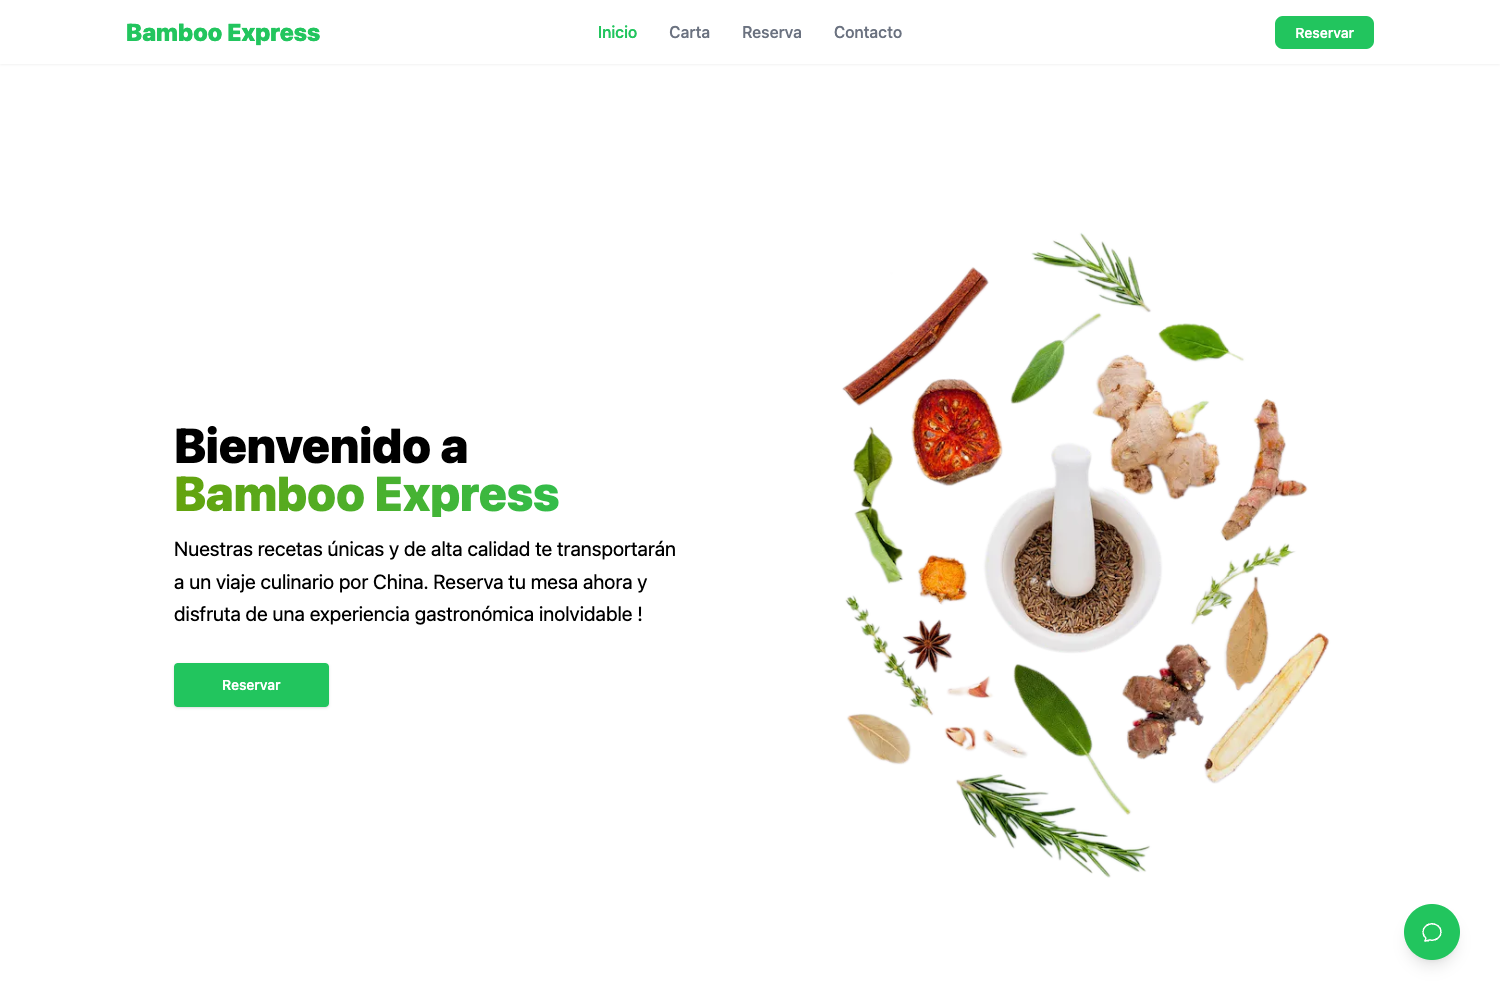 Bamboo Express
Inicio Carta Reserva Contacto
Reservar
Bienvenido a
Bamboo Express
Nuestras recetas únicas y de alta calidad te transportarán
a un viaje culinario por China. Reserva tu mesa ahora y
disfruta de una experiencia gastronómica inolvidable !
Reservar